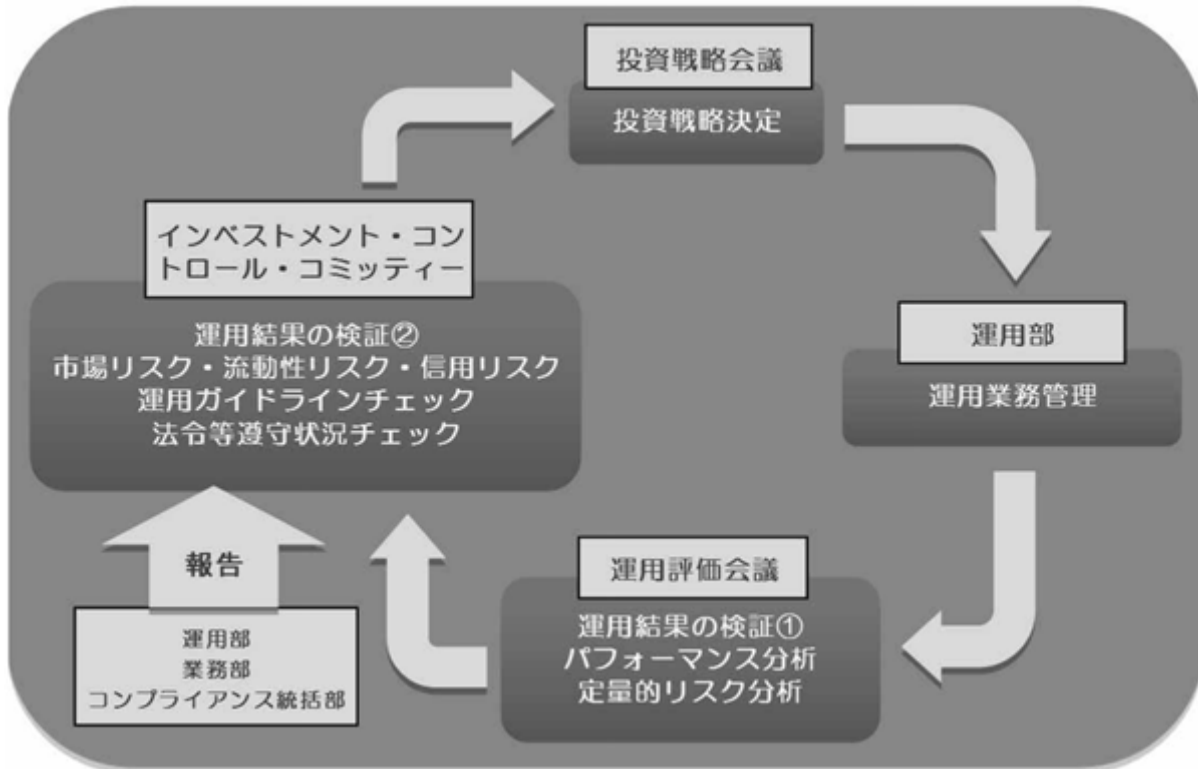 投資戦略会議
投資戦略決定
インベストメント・コン
トロール・コミッティー
運用結果の検証②
市場リスク・流動性リスク・信用リスク
運用ガイドラインチェック
法令等遵守状況チェック
運用部
運用業務管理
報告
運用部
業務部
コンプライアンス統括部
運用評価会議
運用結果の検証①
パフォーマンス分析
定量的リスク分析